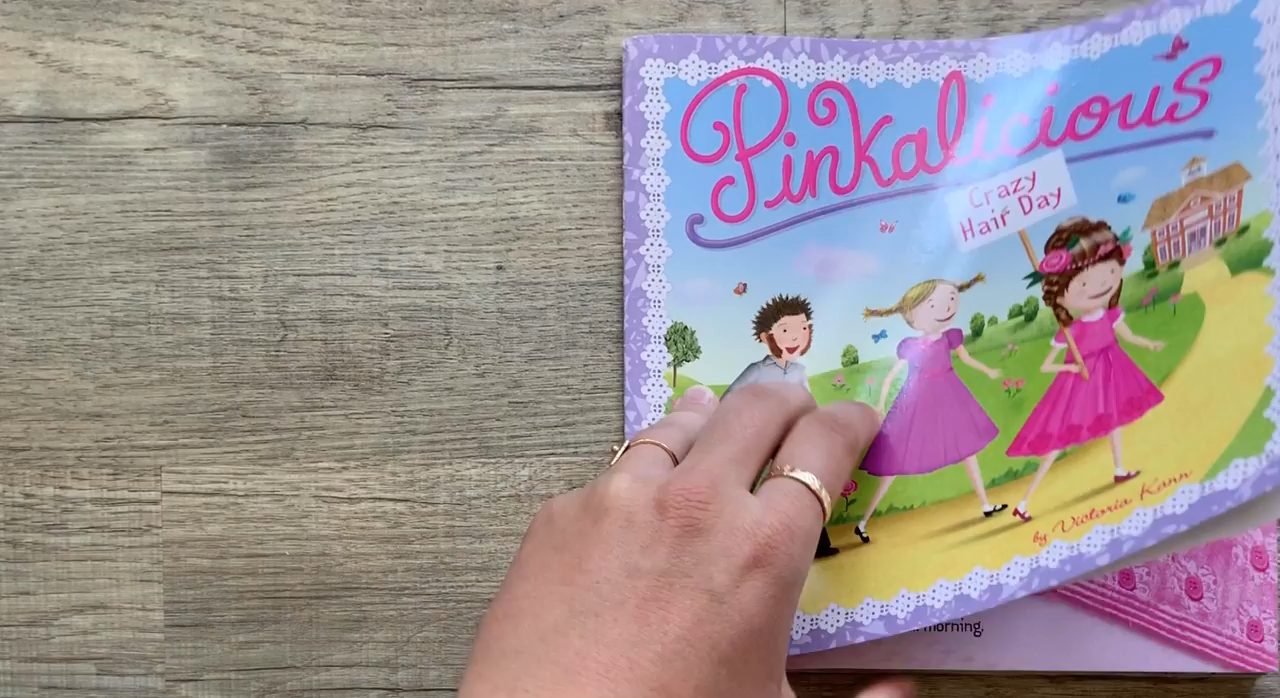 Pinkalicious
Crazy
Hair Day
by Victoria Kann
morning,